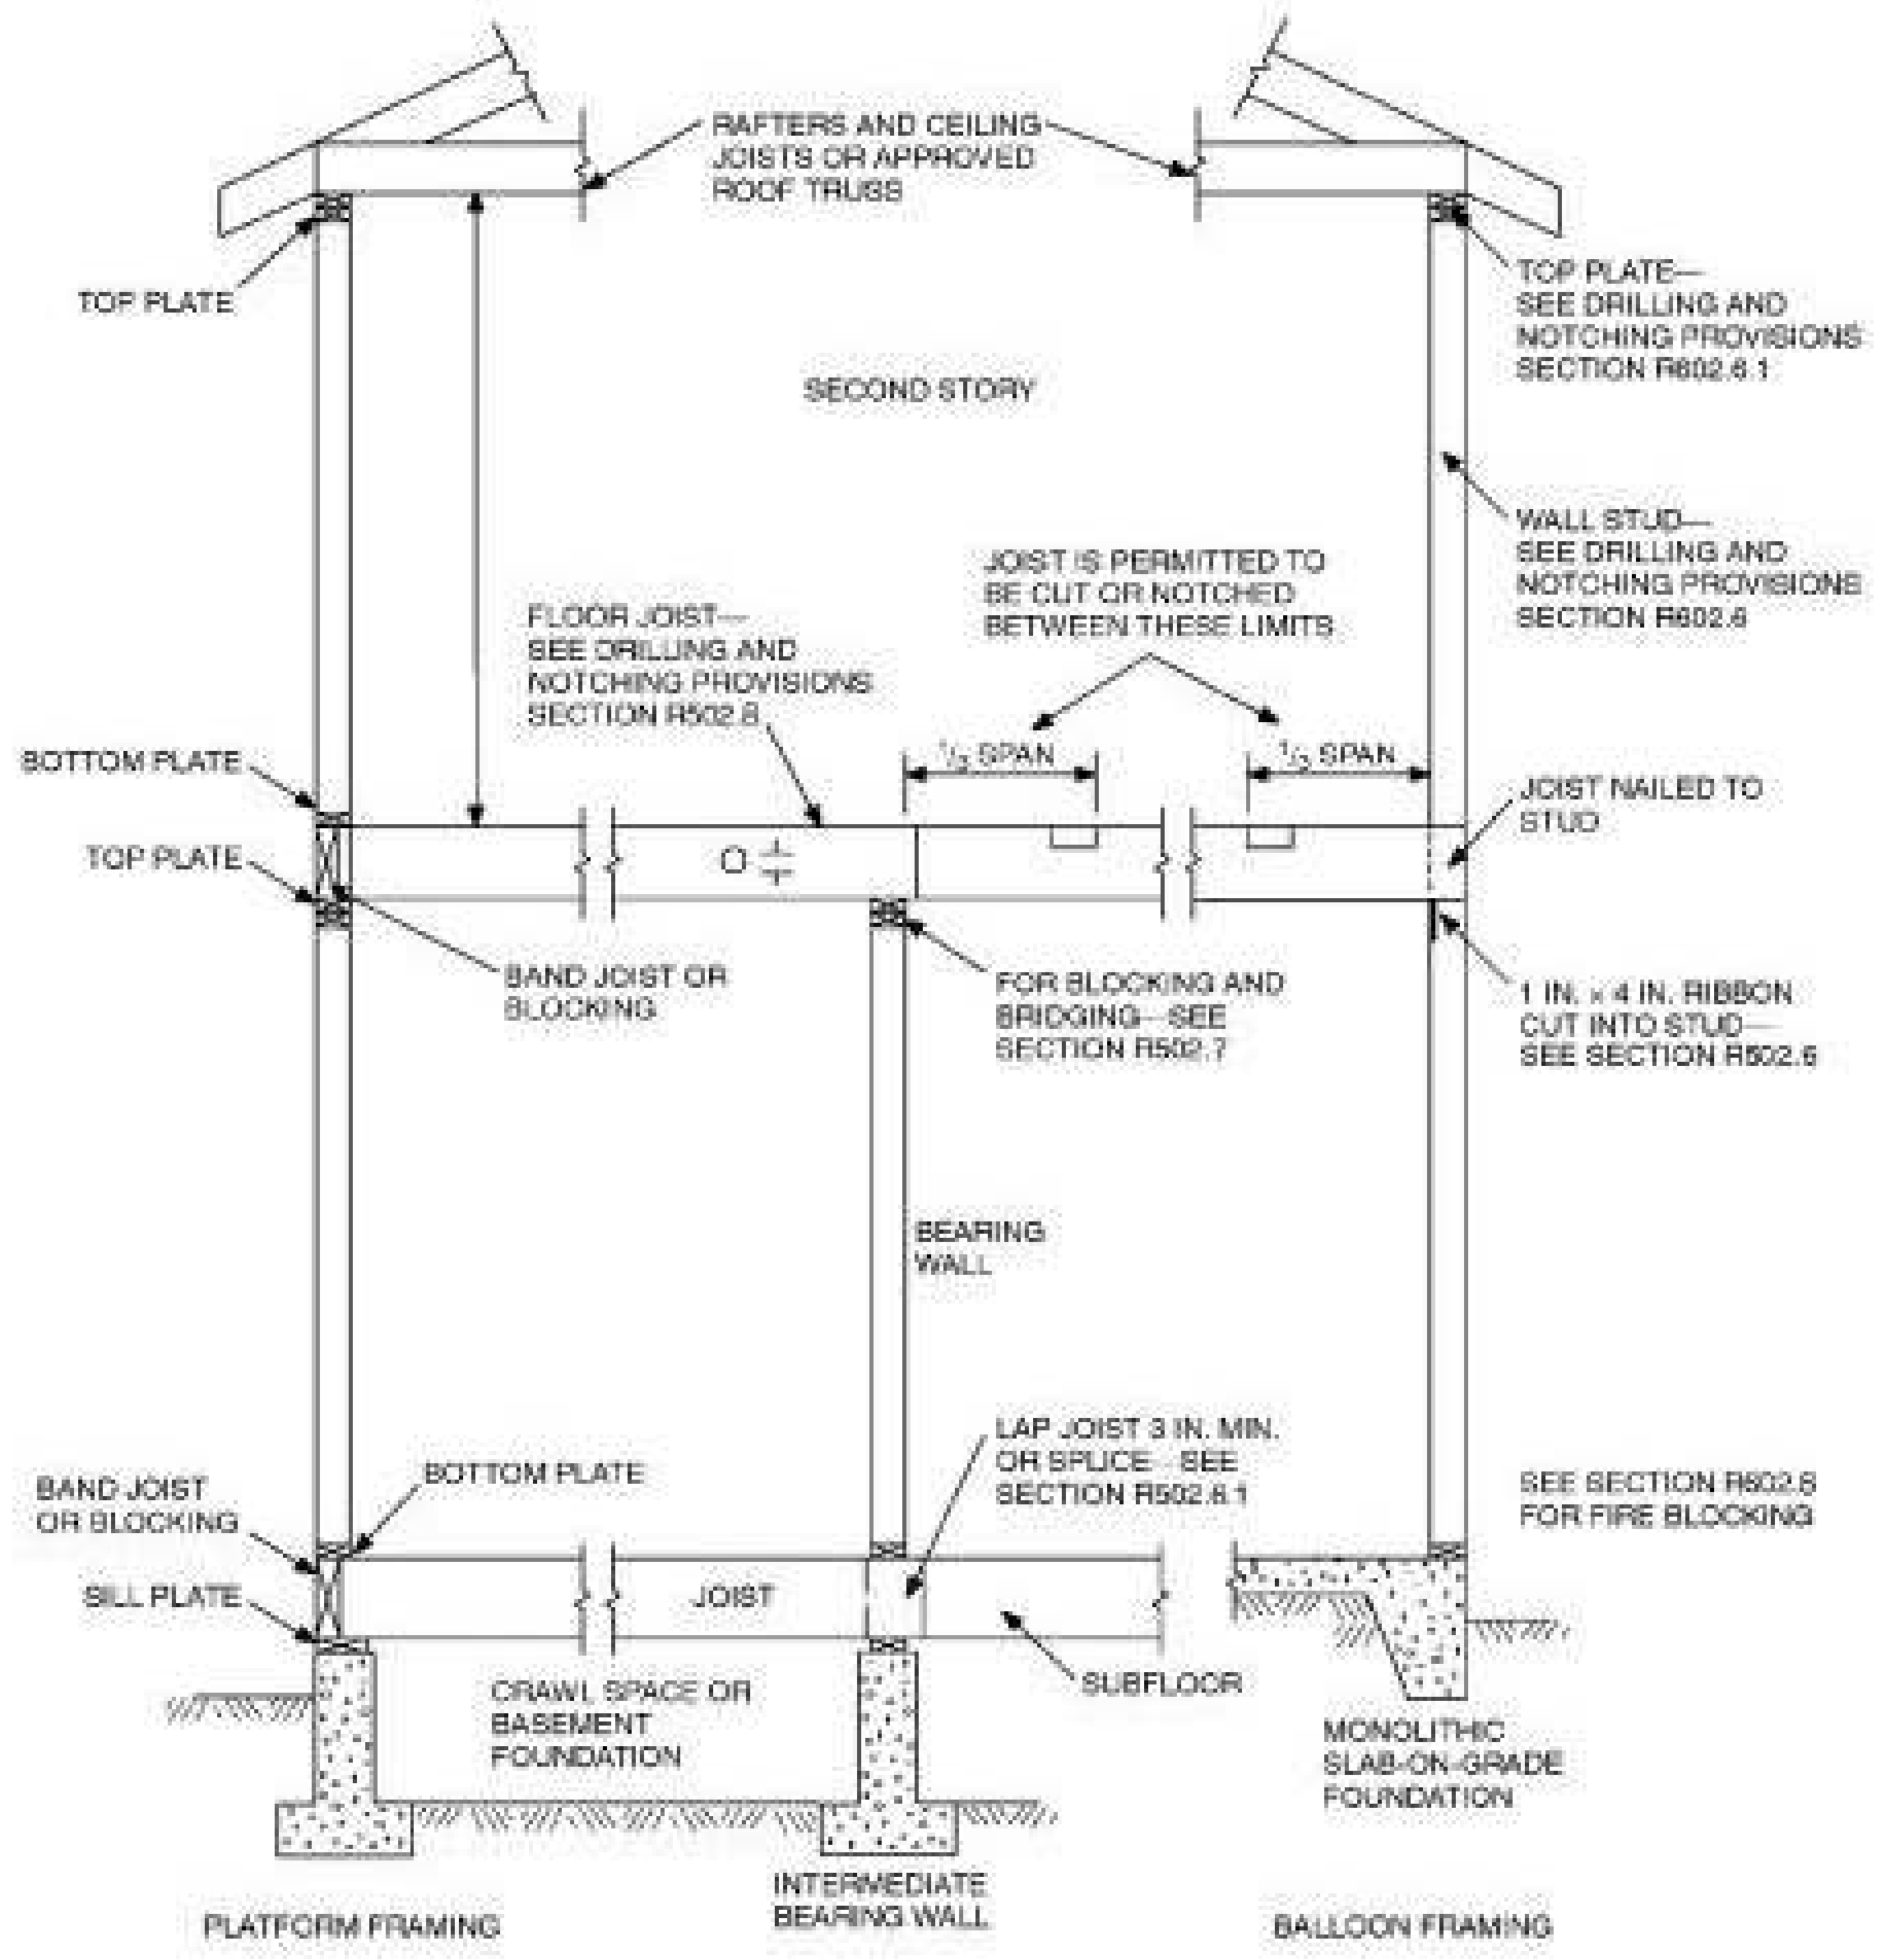 RAFTERS AND CEILING
JOISTS OR APPROVED
ROOF TRUSS
TOP PLATE
TOP PLATE—
SEE DRILLING AND
NOTCHING PROVISIONS
SECTION R602.6.1
SECOND STORY
WALL STUD—
SEE DRILLING AND
NOTCHING PROVISIONS
SECTION R602.6
JOIST IS PERMITTED TO
BE CUT OR NOTCHED
BETWEEN THESE LIMITS
FLOOR JOIST—
SEE DRILLING AND
NOTCHING PROVISIONS
SECTION R502.8
1/3 SPAN
1/3 SPAN
BOTTOM PLATE
JOIST NAILED TO
STUD
TOP PLATE
BAND JOIST OR
BLOCKING
FOR BLOCKING AND
BRIDGING—SEE
SECTION R502.7
1 IN. × 4 IN. RIBBON
CUT INTO STUD—
SEE SECTION R502.6
BEARING
WALL
LAP JOIST 3 IN. MIN.
OR SPLICE—SEE
SECTION R502.6.1
BOTTOM PLATE
BAND JOIST
OR BLOCKING
SEE SECTION R602.8
FOR FIRE BLOCKING
SILL PLATE
JOIST
SUBFLOOR
CRAWL SPACE OR
BASEMENT
FOUNDATION
MONOLITHIC
SLAB-ON-GRADE
FOUNDATION
INTERMEDIATE
BEARING WALL
PLATFORM FRAMING
BALLOON FRAMING